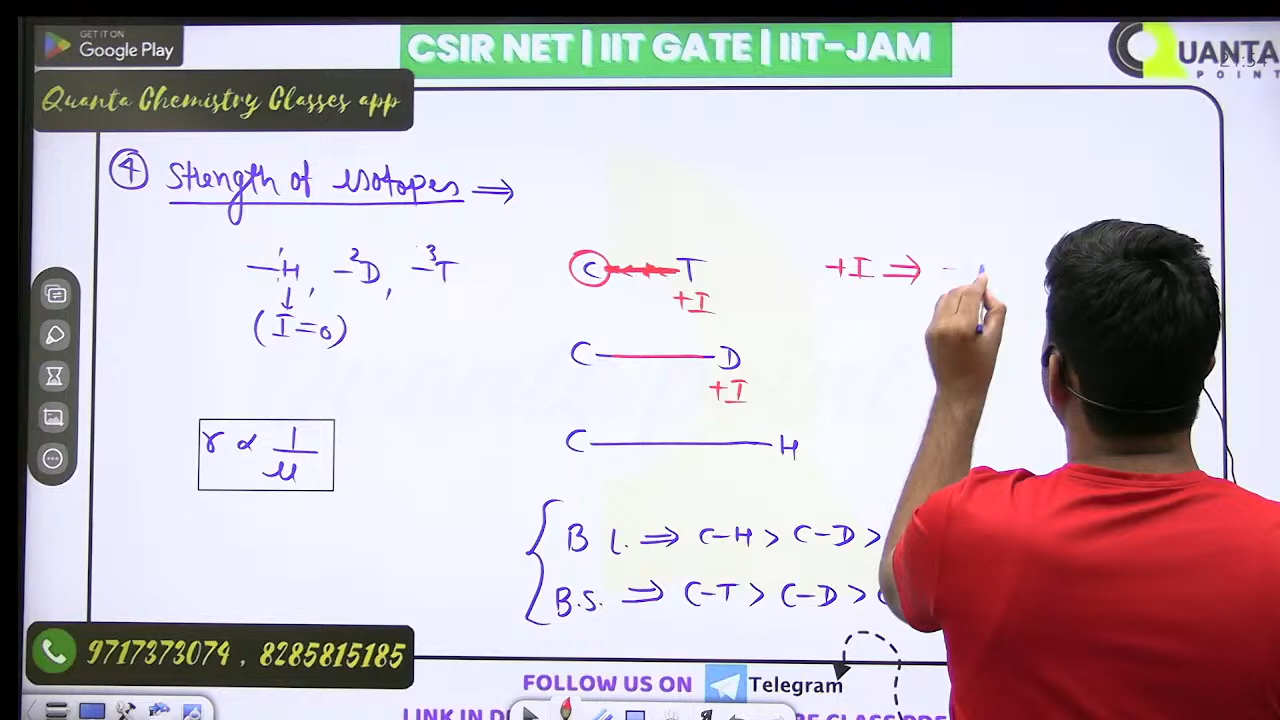 GET IT ON
Google Play
CSIR NET | IIT GATE | IIT-JAM
QUANTA
POINT
Quanta Chemistry Classes app
④ Strength of isotopes ⇒
—¹H, —²D, —³T
↓
(I=0)
C T
+I
+I ⇒ -
C — D
+I
C — H
r ∝ 1/μ
B L. ⇒ C-H > C-D >
B.S. ⇒ C-T > C-D >
9717373074 , 8285815185
FOLLOW US ON Telegram